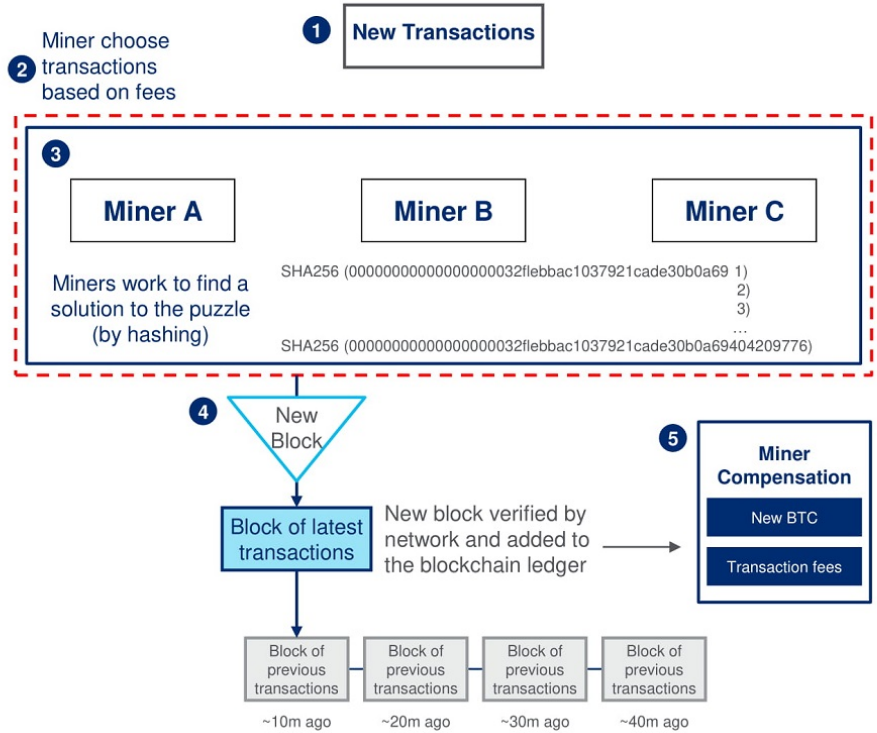 1
New Transactions
2
Miner choose
transactions
based on fees
3
Miner A
Miner B
Miner C
Miners work to find a
solution to the puzzle
(by hashing)
SHA256 (00000000000000000032flebbac1037921cade30b0a69 1)
2)
3)
...
SHA256 (00000000000000000032flebbac1037921cade30b0a69404209776)
4
New
Block
Block of latest
transactions
New block verified by
network and added to
the blockchain ledger
5
Miner
Compensation
New BTC
Transaction fees
Block of
previous
transactions
~10m ago
Block of
previous
transactions
~20m ago
Block of
previous
transactions
~30m ago
Block of
previous
transactions
~40m ago